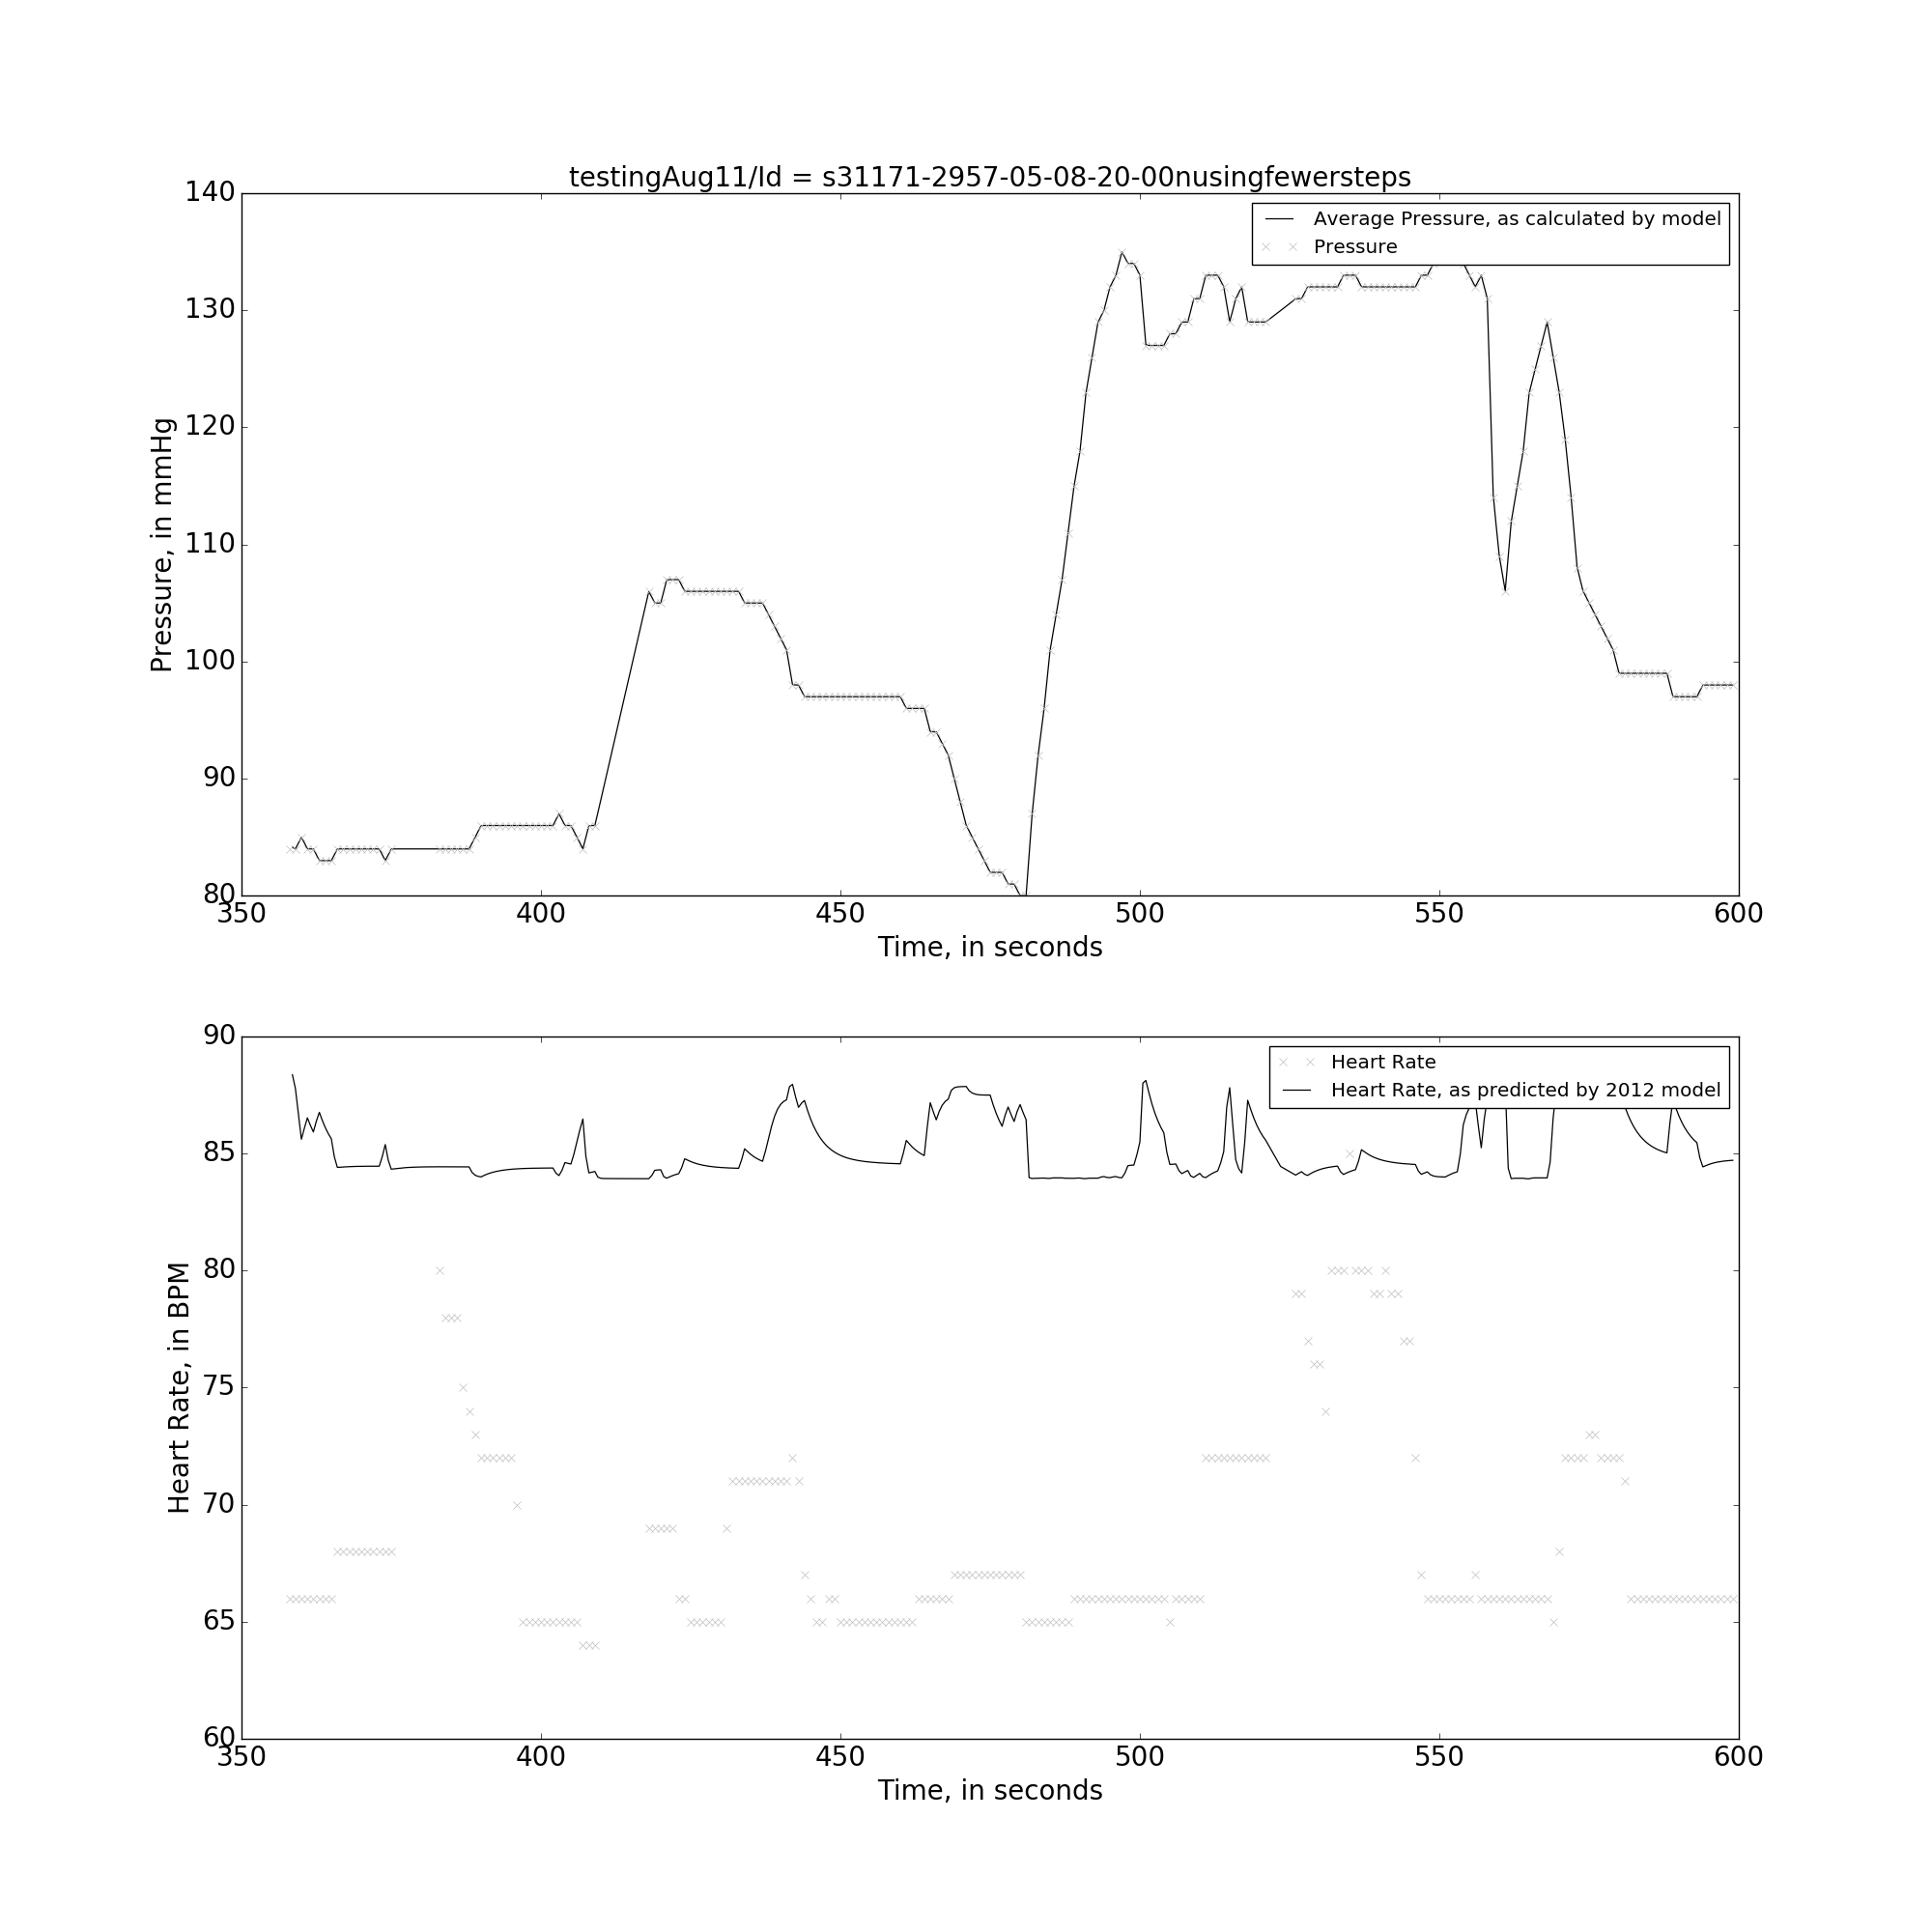 testingAug11/Id = s31171-2957-05-08-20-00nusingfewersteps
140
130
120
110
100
90
80
Pressure, in mmHg
Average Pressure, as calculated by model
Pressure
350 400 450 500 550 600
Time, in seconds
90
85
80
75
70
65
60
Heart Rate, in BPM
Heart Rate
Heart Rate, as predicted by 2012 model
350 400 450 500 550 600
Time, in seconds